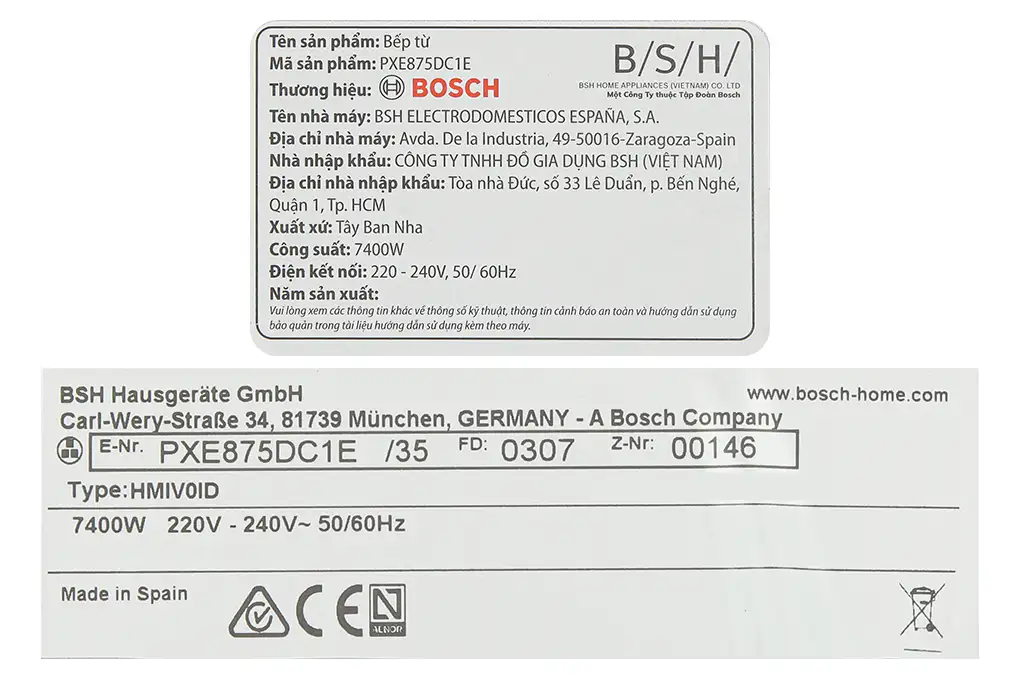 Tên sản phẩm: Bếp từ
Mã sản phẩm: PXE875DC1E
Thương hiệu: BOSCH
B/S/H/
BSH HOME APPLIANCES (VIETNAM) CO. LTD
Một Công Ty thuộc Tập Đoàn Bosch
Tên nhà máy: BSH ELECTRODOMESTICOS ESPAÑA, S.A.
Địa chỉ nhà máy: Avda. De la Industria, 49-50016-Zaragoza-Spain
Nhà nhập khẩu: CÔNG TY TNHH ĐỒ GIA DỤNG BSH (VIỆT NAM)
Địa chỉ nhà nhập khẩu: Tòa nhà Đức, số 33 Lê Duẩn, p. Bến Nghé,
Quận 1, Tp. HCM
Xuất xứ: Tây Ban Nha
Công suất: 7400W
Điện kết nối: 220 - 240V, 50/ 60Hz
Năm sản xuất:
Vui lòng xem các thông tin khác về thông số kỹ thuật, thông tin cảnh báo an toàn và hướng dẫn sử dụng
bảo quản trong tài liệu hướng dẫn sử dụng kèm theo máy.
BSH Hausgeräte GmbH
www.bosch-home.com
Carl-Wery-Straße 34, 81739 München, GERMANY - A Bosch Company
E-Nr. PXE875DC1E /35 FD: 0307 Z-Nr: 00146
Type:HMIV0ID
7400W 220V - 240V~ 50/60Hz
Made in Spain
CE
N
ALNOR